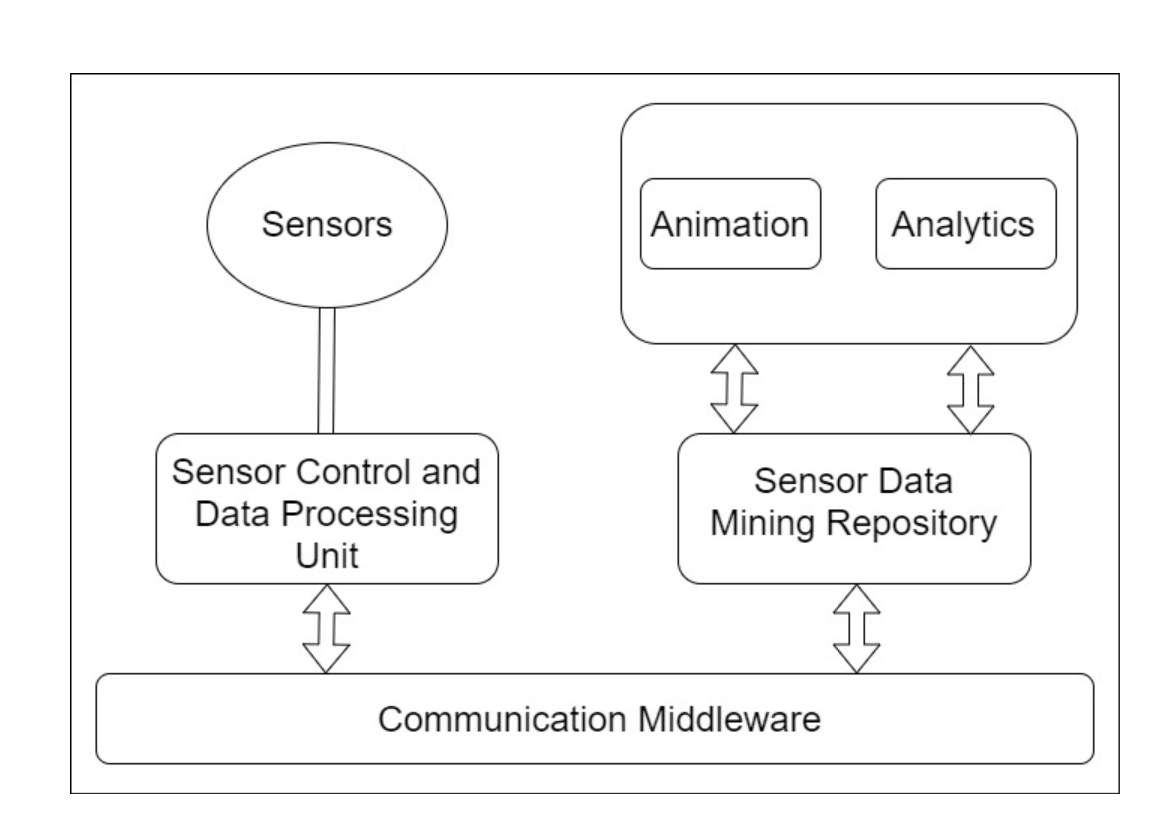 Sensors
Animation
Analytics
Sensor Control and
Data Processing
Unit
Sensor Data
Mining Repository
Communication Middleware